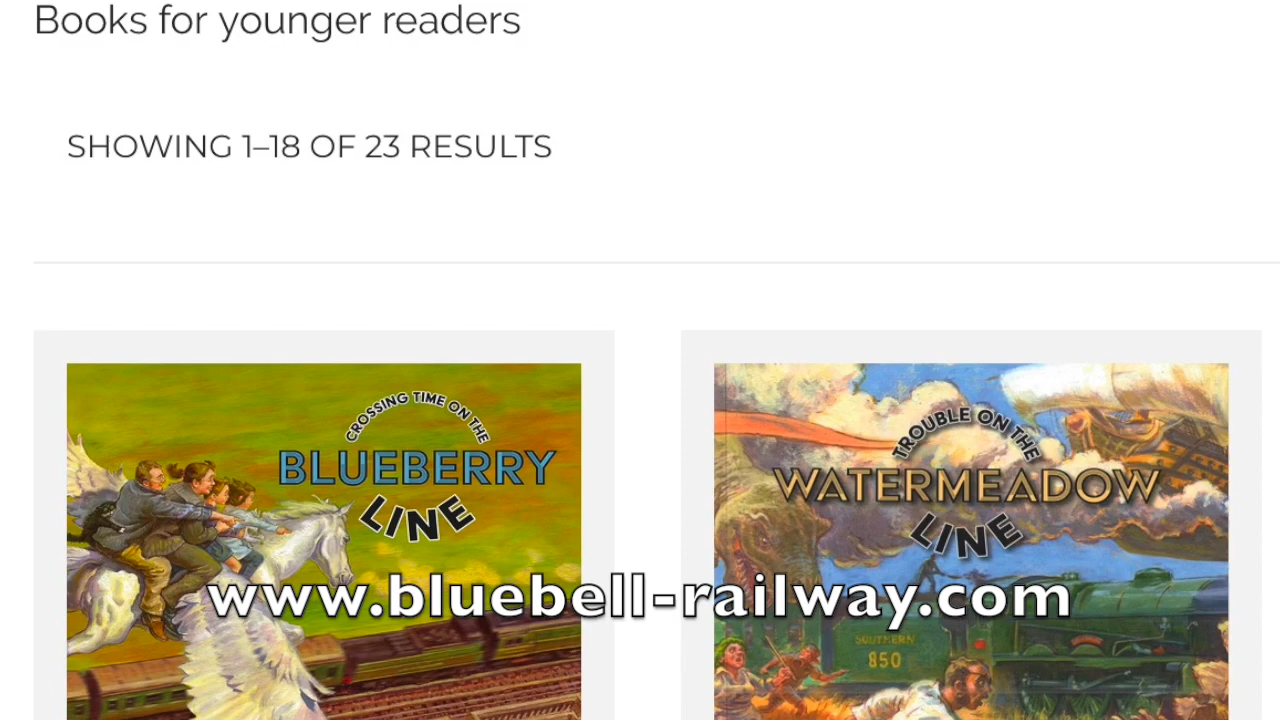 Books for younger readers
SHOWING 1–18 OF 23 RESULTS
CROSSING TIME ON THE
BLUEBERRY
LINE
TROUBLE ON THE
WATERMEADOW
LINE
www.bluebell-railway.com
SOUTHERN
850